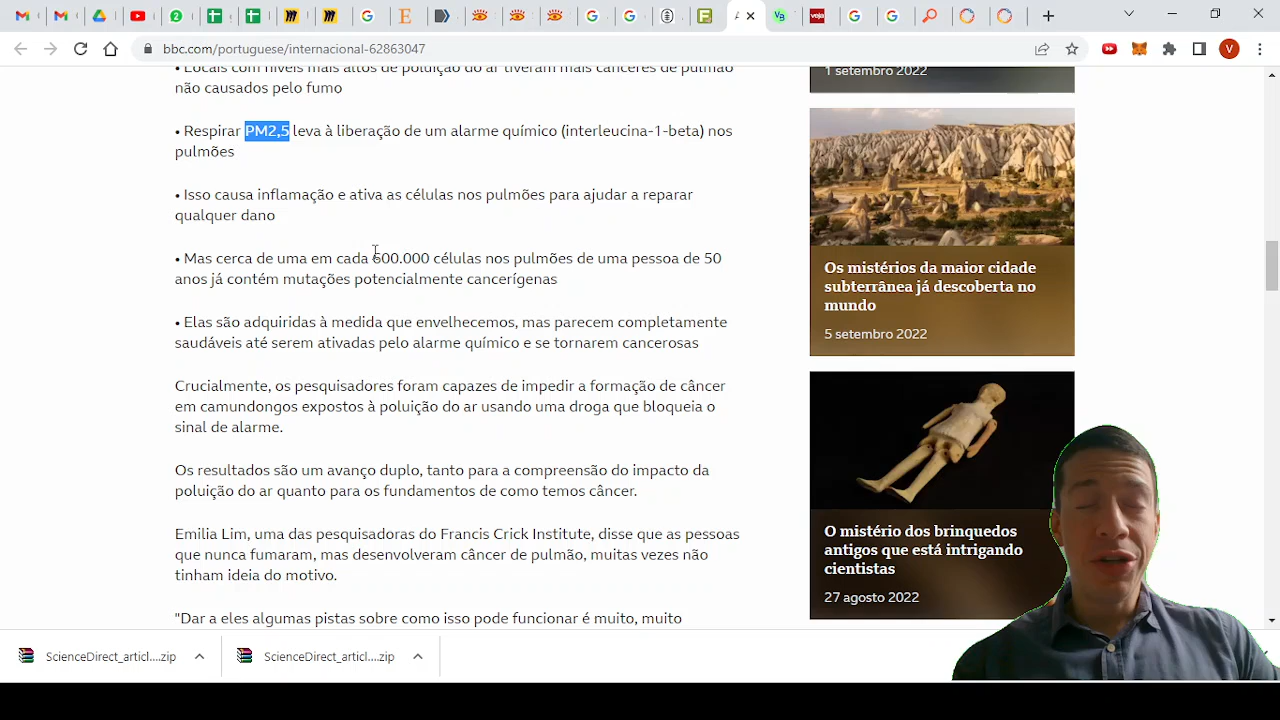 bbc.com/portuguese/internacional-62863047
V
• Locais com níveis mais altos de poluição do ar tiveram mais cânceres de pulmão
não causados pelo fumo
• Respirar PM2,5 leva à liberação de um alarme químico (interleucina-1-beta) nos
pulmões
• Isso causa inflamação e ativa as células nos pulmões para ajudar a reparar
qualquer dano
• Mas cerca de uma em cada 600.000 células nos pulmões de uma pessoa de 50
anos já contém mutações potencialmente cancerígenas
• Elas são adquiridas à medida que envelhecemos, mas parecem completamente
saudáveis até serem ativadas pelo alarme químico e se tornarem cancerosas
Crucialmente, os pesquisadores foram capazes de impedir a formação de câncer
em camundongos expostos à poluição do ar usando uma droga que bloqueia o
sinal de alarme.
Os resultados são um avanço duplo, tanto para a compreensão do impacto da
poluição do ar quanto para os fundamentos de como temos câncer.
Emilia Lim, uma das pesquisadoras do Francis Crick Institute, disse que as pessoas
que nunca fumaram, mas desenvolveram câncer de pulmão, muitas vezes não
tinham ideia do motivo.
"Dar a eles algumas pistas sobre como isso pode funcionar é muito, muito
1 setembro 2022
Os mistérios da maior cidade
subterrânea já descoberta no
mundo
5 setembro 2022
O mistério dos brinquedos
antigos que está intrigando
cientistas
27 agosto 2022
ScienceDirect_articl....zip
ScienceDirect_articl....zip